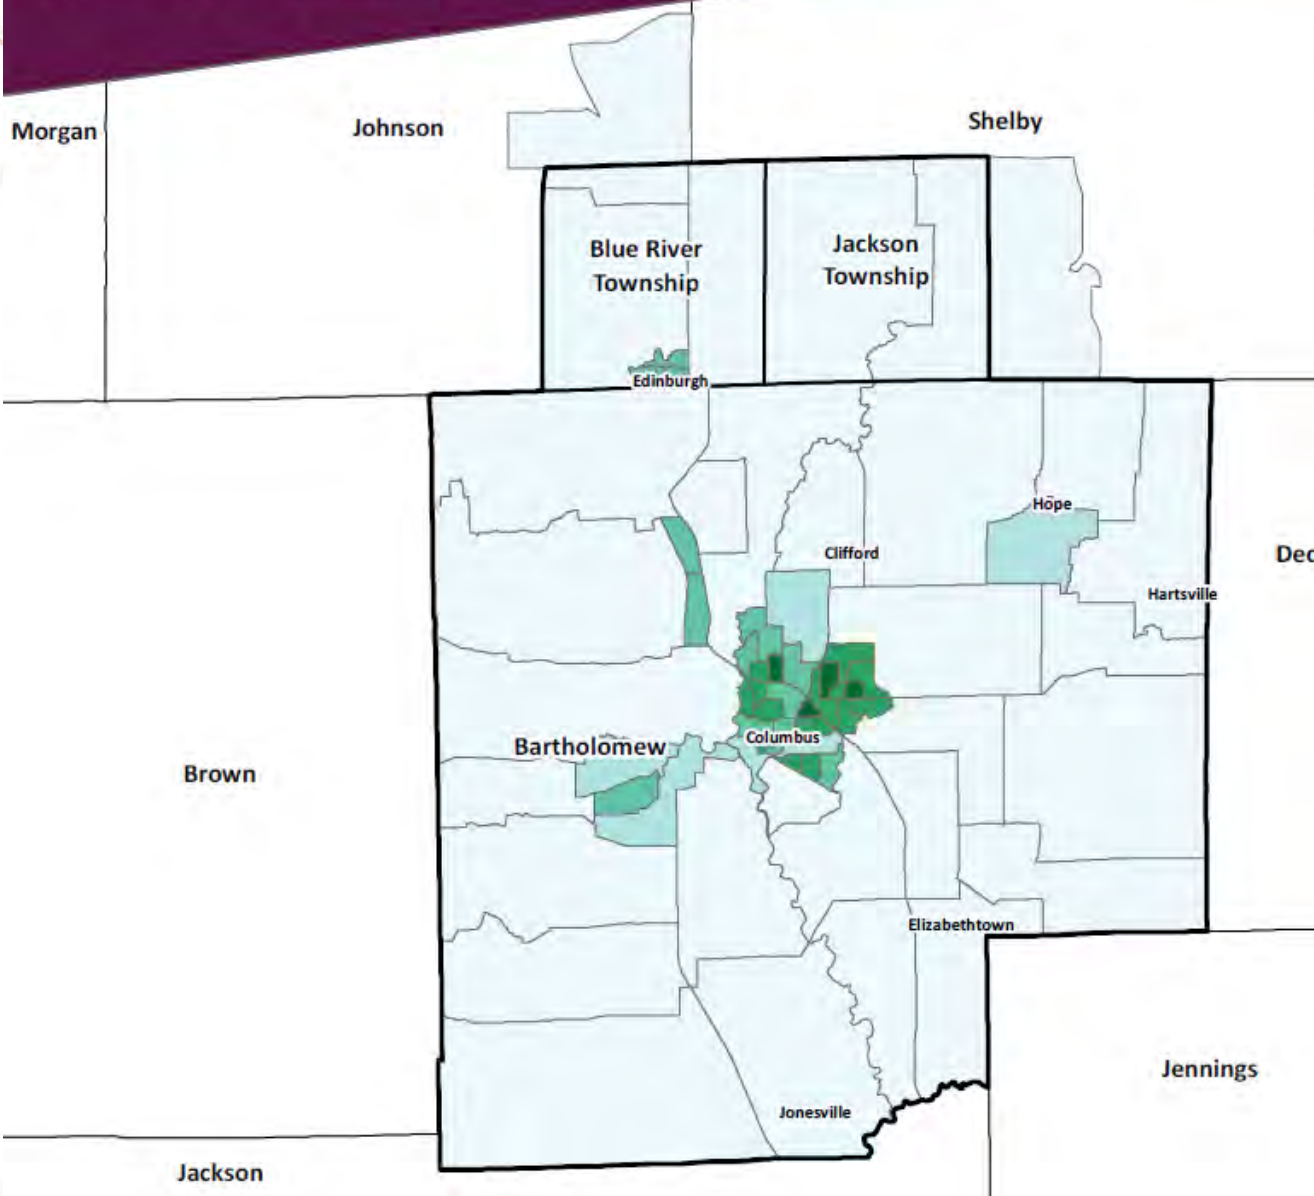 Shelby
Morgan
Johnson
Blue River
Township
Jackson
Township
Edinburgh
Hope
Clifford
Dec
Hartsville
Columbus
Bartholomew
Brown
Elizabethtown
Jennings
Jonesville
Jackson